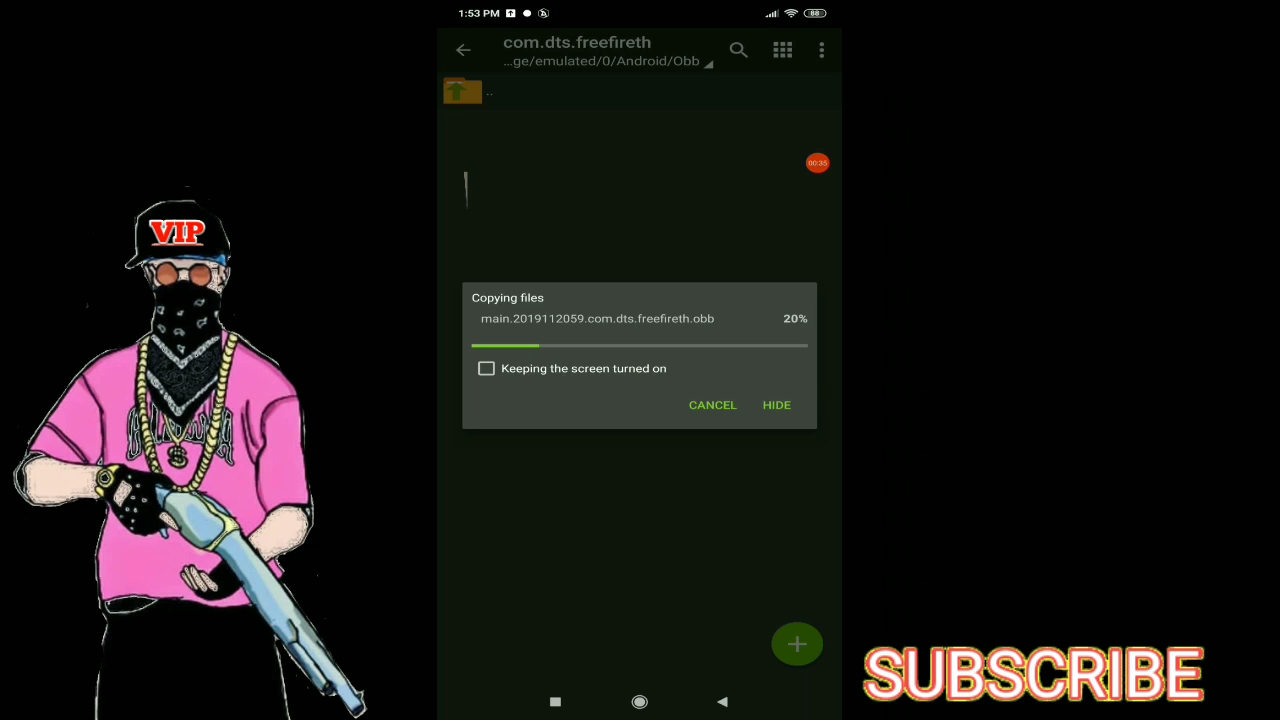 1:53 PM
88
com.dts.freefireth
...ge/emulated/0/Android/Obb
..
00:35
VIP
Copying files
main.2019112059.com.dts.freefireth.obb 20%
Keeping the screen turned on
CANCEL HIDE
$
SUBSCRIBE